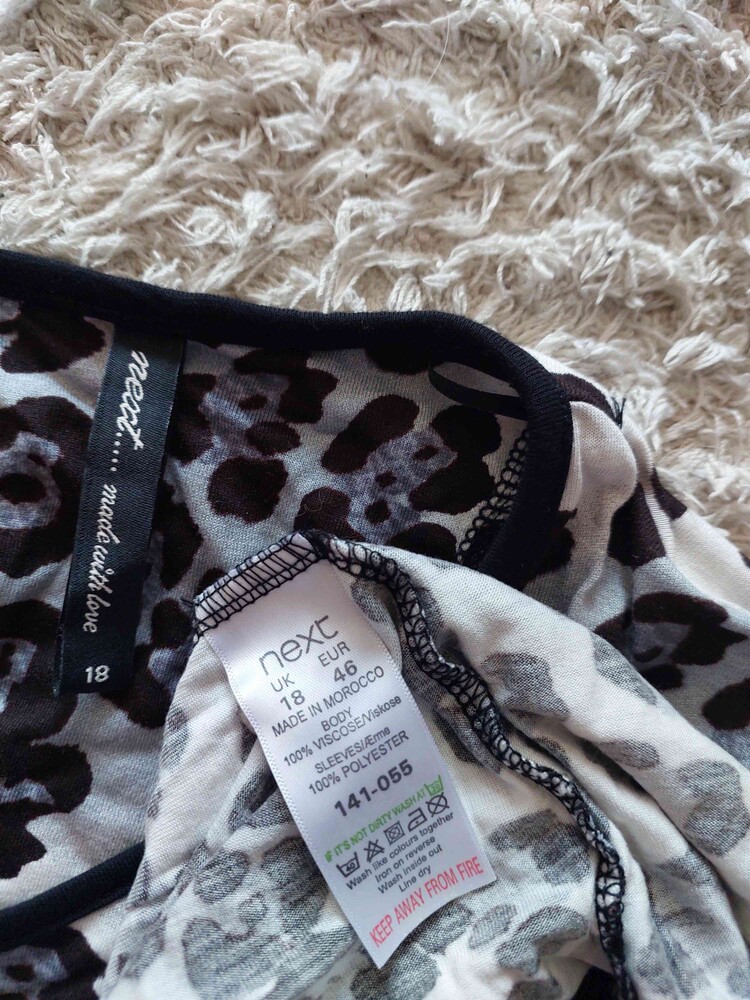 next..... made with love
18
next
UK EUR
18 46
MADE IN MOROCCO
BODY
100% VISCOSE/Viskose
SLEEVES/Ærme
100% POLYESTER
141-055
IF IT'S NOT DIRTY WASH AT
Wash like colours together
Iron on reverse
Wash inside out
Line dry
KEEP AWAY FROM FIRE